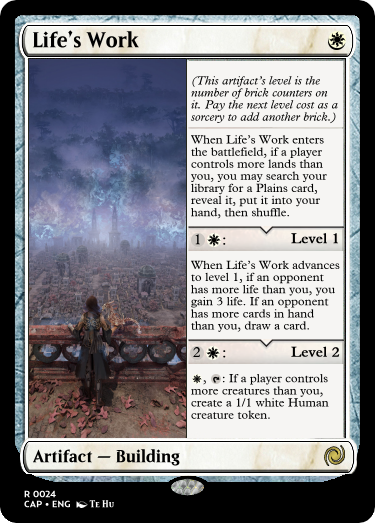 Life's Work
(This artifact's level is the
number of brick counters
on it. Pay the next level cost as a
sorcery to add another brick.)
When Life's Work enters
the battlefield, if a player
controls more lands than
you, you may search your
library for a Plains card,
reveal it, put it into your
hand, then shuffle.
1 : Level 1
When Life's Work advances
to level 1, if an opponent
has more life than you, you
gain 3 life. If an opponent
has more cards in hand
than you, draw a card.
2 : Level 2
, : If a player controls
more creatures than you,
create a 1/1 white Human
creature token.
Artifact — Building
R 0024
CAP • ENG Te Hu